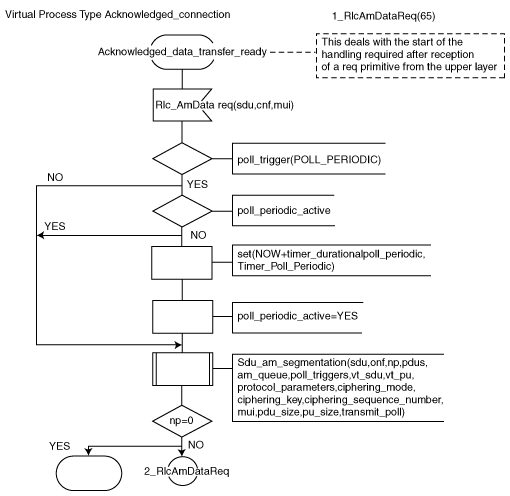 Virtual Process Type Acknowledged_connection
1_RlcAmDataReq(65)
Acknowledged_data_transfer_ready
This deals with the start of the
handling required after reception
of a req primitive from the upper layer
Rlc_AmData req(sdu,cnf,mui)
poll_trigger(POLL_PERIODIC)
NO
YES
poll_periodic_active
YES
NO
set(NOW+timer_durationalpoll_periodic,
Timer_Poll_Periodic)
poll_periodic_active=YES
Sdu_am_segmentation(sdu,onf,np,pdus,
am_queue,poll_triggers,vt_sdu,vt_pu,
protocol_parameters,ciphering_mode,
ciphering_key,ciphering_sequence_number,
mui,pdu_size,pu_size,transmit_poll)
np=0
YES
NO
2_RlcAmDataReq